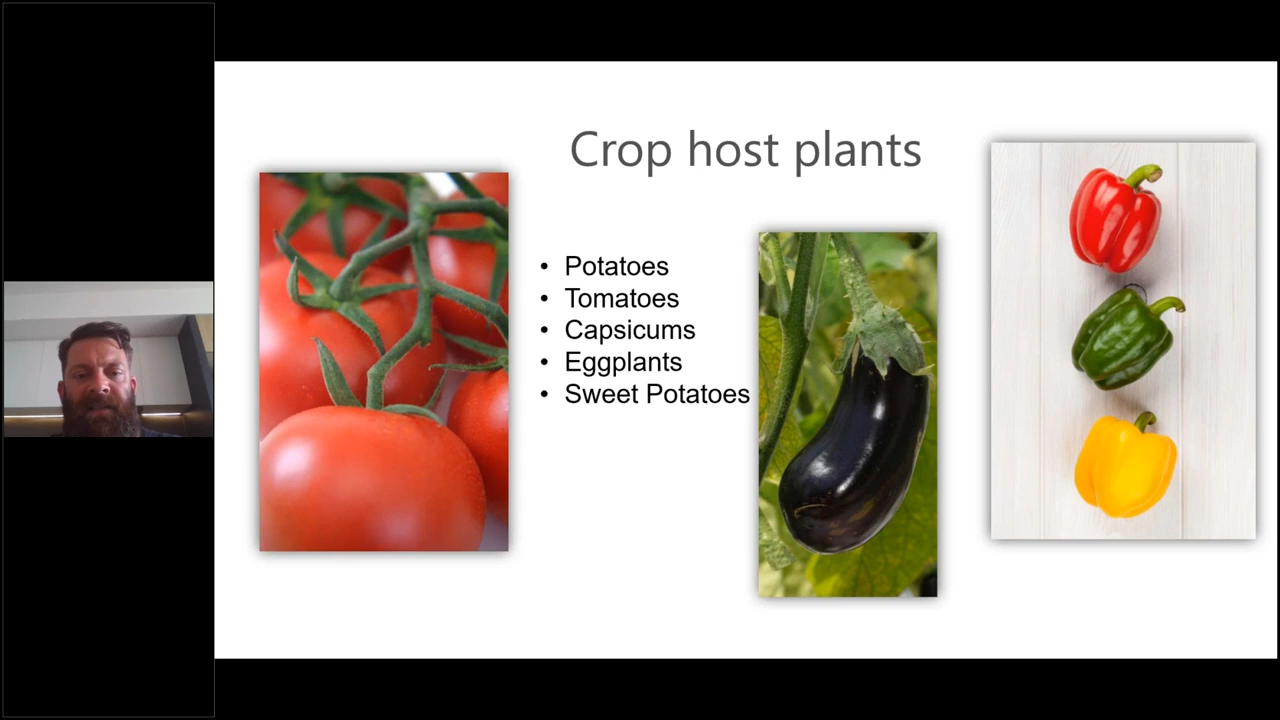 Crop host plants
• Potatoes
• Tomatoes
• Capsicums
• Eggplants
• Sweet Potatoes